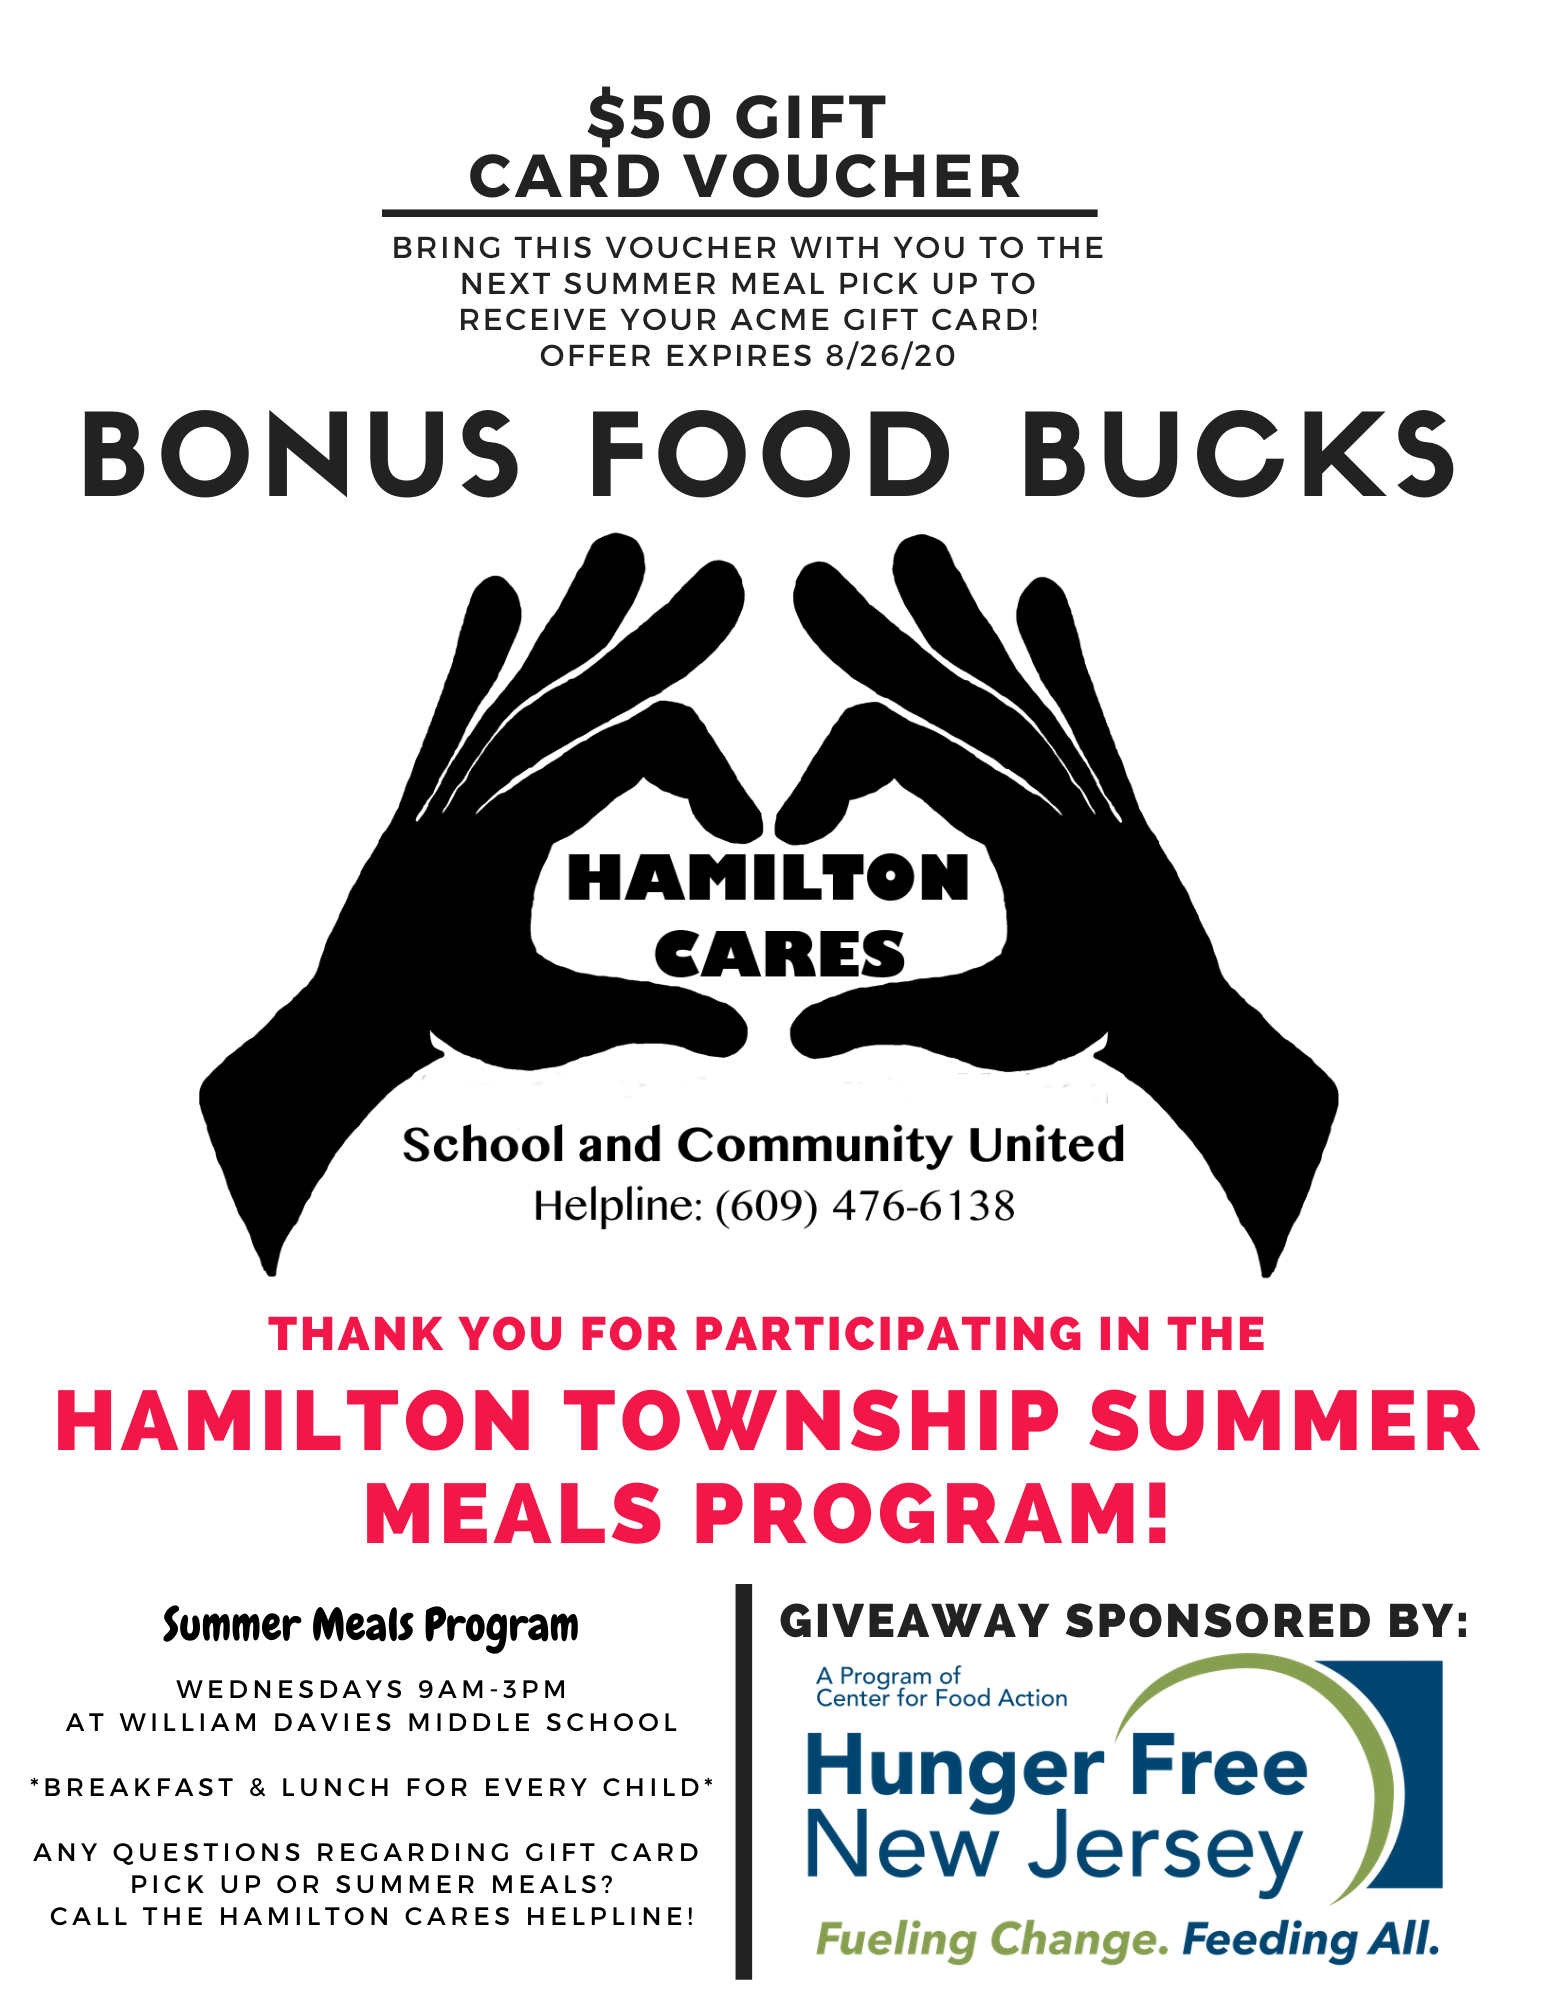 $50 GIFT
CARD VOUCHER
BRING THIS VOUCHER WITH YOU TO THE
NEXT SUMMER MEAL PICK UP TO
RECEIVE YOUR ACME GIFT CARD!
OFFER EXPIRES 8/26/20
BONUS FOOD BUCKS
HAMILTON
CARES
School and Community United
Helpline: (609) 476-6138
THANK YOU FOR PARTICIPATING IN THE
HAMILTON TOWNSHIP SUMMER
MEALS PROGRAM!
Summer Meals Program
WEDNESDAYS 9AM-3PM
AT WILLIAM DAVIES MIDDLE SCHOOL
*BREAKFAST & LUNCH FOR EVERY CHILD*
ANY QUESTIONS REGARDING GIFT CARD
PICK UP OR SUMMER MEALS?
CALL THE HAMILTON CARES HELPLINE!
GIVEAWAY SPONSORED BY:
A Program of
Center for Food Action
Hunger Free
New Jersey
Fueling Change. Feeding All.